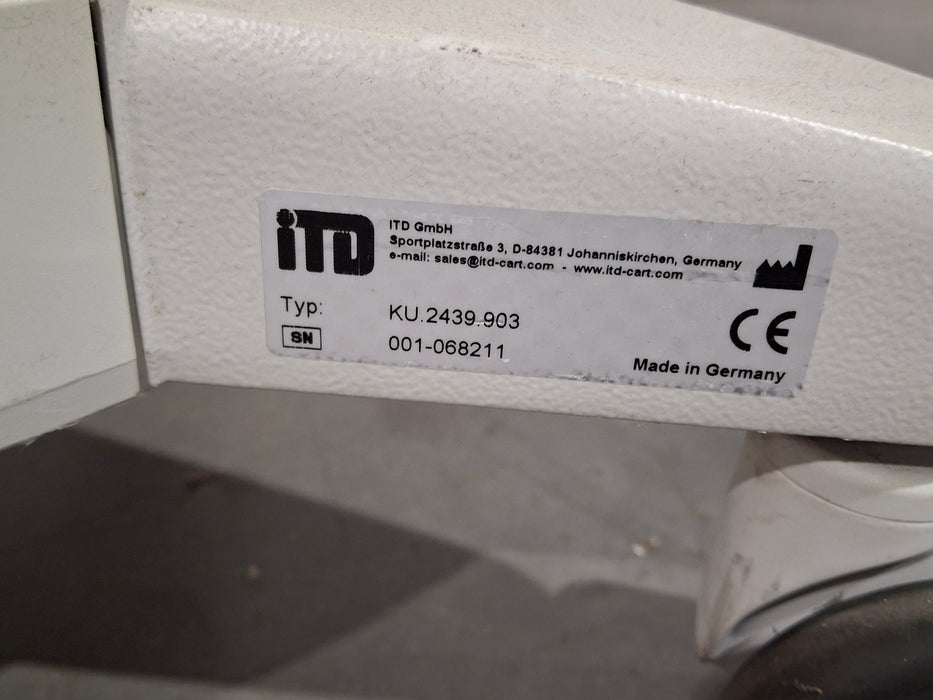 iTD
ITD GmbH
Sportplatzstraße 3, D-84381 Johanniskirchen, Germany
e-mail: sales@itd-cart.com - www.itd-cart.com
Typ: KU.2439.903
SN 001-068211
CE
Made in Germany